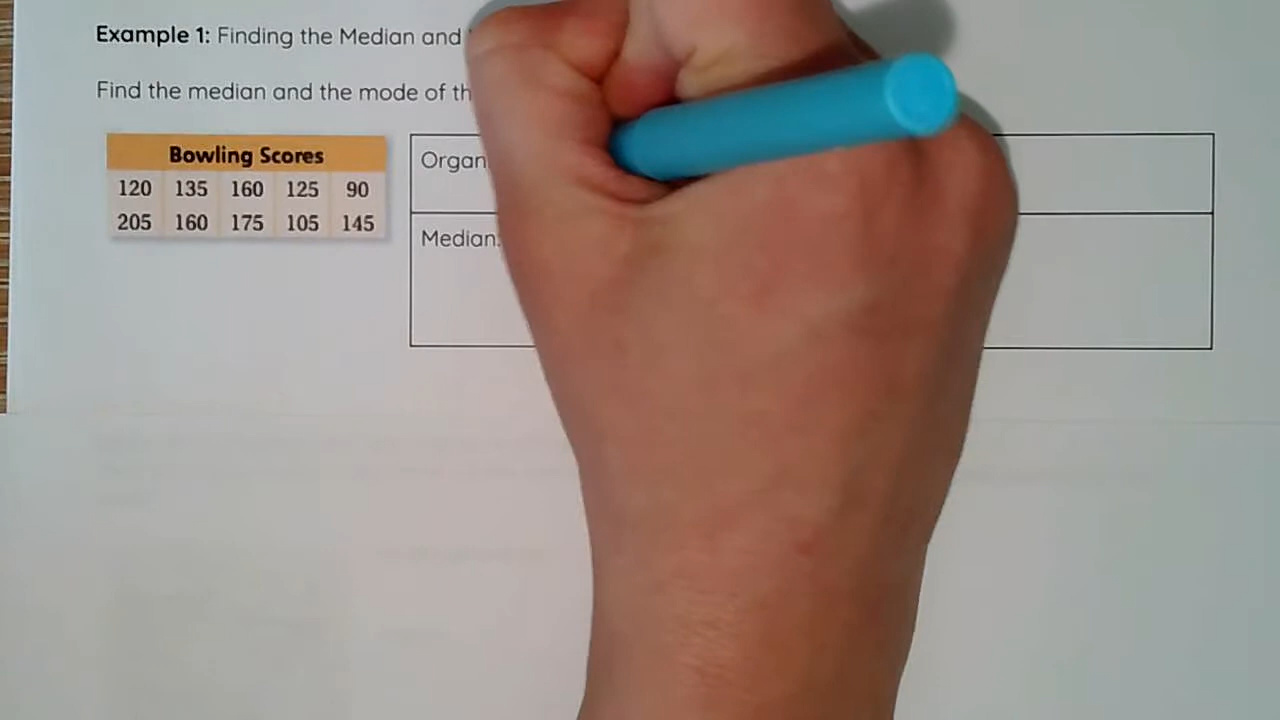 Example 1: Finding the Median and
Find the median and the mode of th
Bowling Scores
120 135 160 125 90
205 160 175 105 145
Organ
Median: